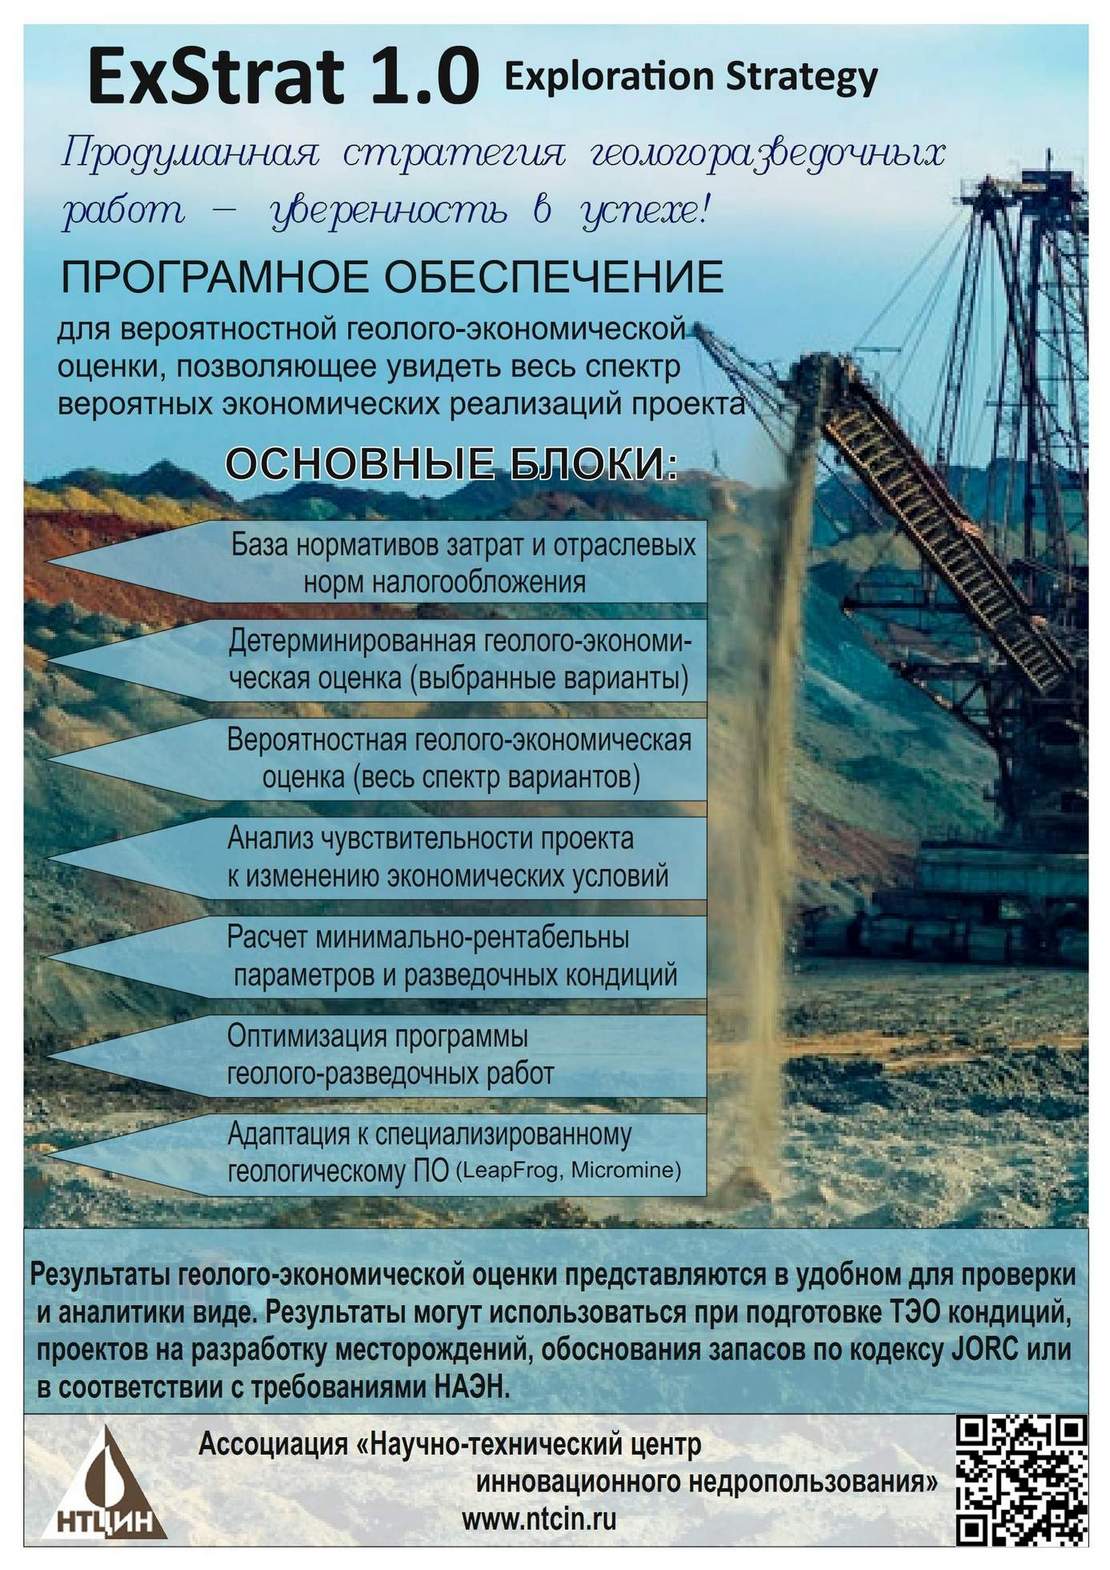 ExStrat 1.0 Exploration Strategy
Продуманная стратегия геологоразведочных
работ – уверенность в успехе!
ПРОГРАМНОЕ ОБЕСПЕЧЕНИЕ
для вероятностной геолого-экономической
оценки, позволяющее увидеть весь спектр
вероятных экономических реализаций проекта
ОСНОВНЫЕ БЛОКИ:
База нормативов затрат и отраслевых
норм налогообложения
Детерминированная геолого-экономи-
ческая оценка (выбранные варианты)
Вероятностная геолого-экономическая
оценка (весь спектр вариантов)
Анализ чувствительности проекта
к изменению экономических условий
Расчет минимально-рентабельны
параметров и разведочных кондиций
Оптимизация программы
геолого-разведочных работ
Адаптация к специализированному
геологическому ПО (LeapFrog, Micromine)
Результаты геолого-экономической оценки представляются в удобном для проверки
и аналитики виде. Результаты могут использоваться при подготовке ТЭО кондиций,
проектов на разработку месторождений, обоснования запасов по кодексу JORC или
в соответствии с требованиями НАЭН.
Ассоциация «Научно-технический центр
инновационного недропользования»
www.ntcin.ru
НТЦИН